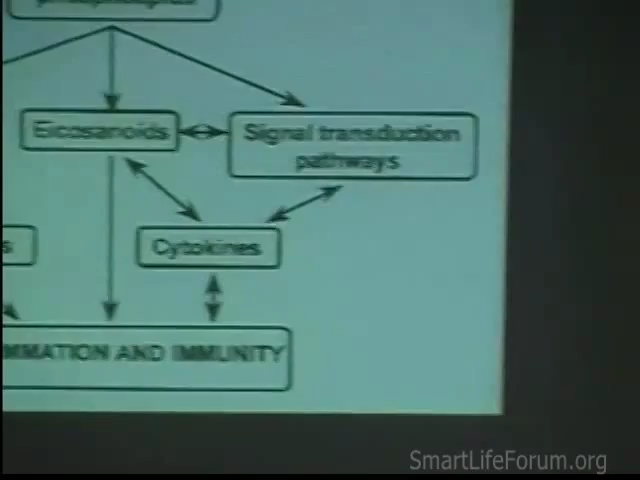 Eicosanoids
Signal transduction
pathways
s
Cytokines
MMATION AND IMMUNITY
SmartLifeForum.org